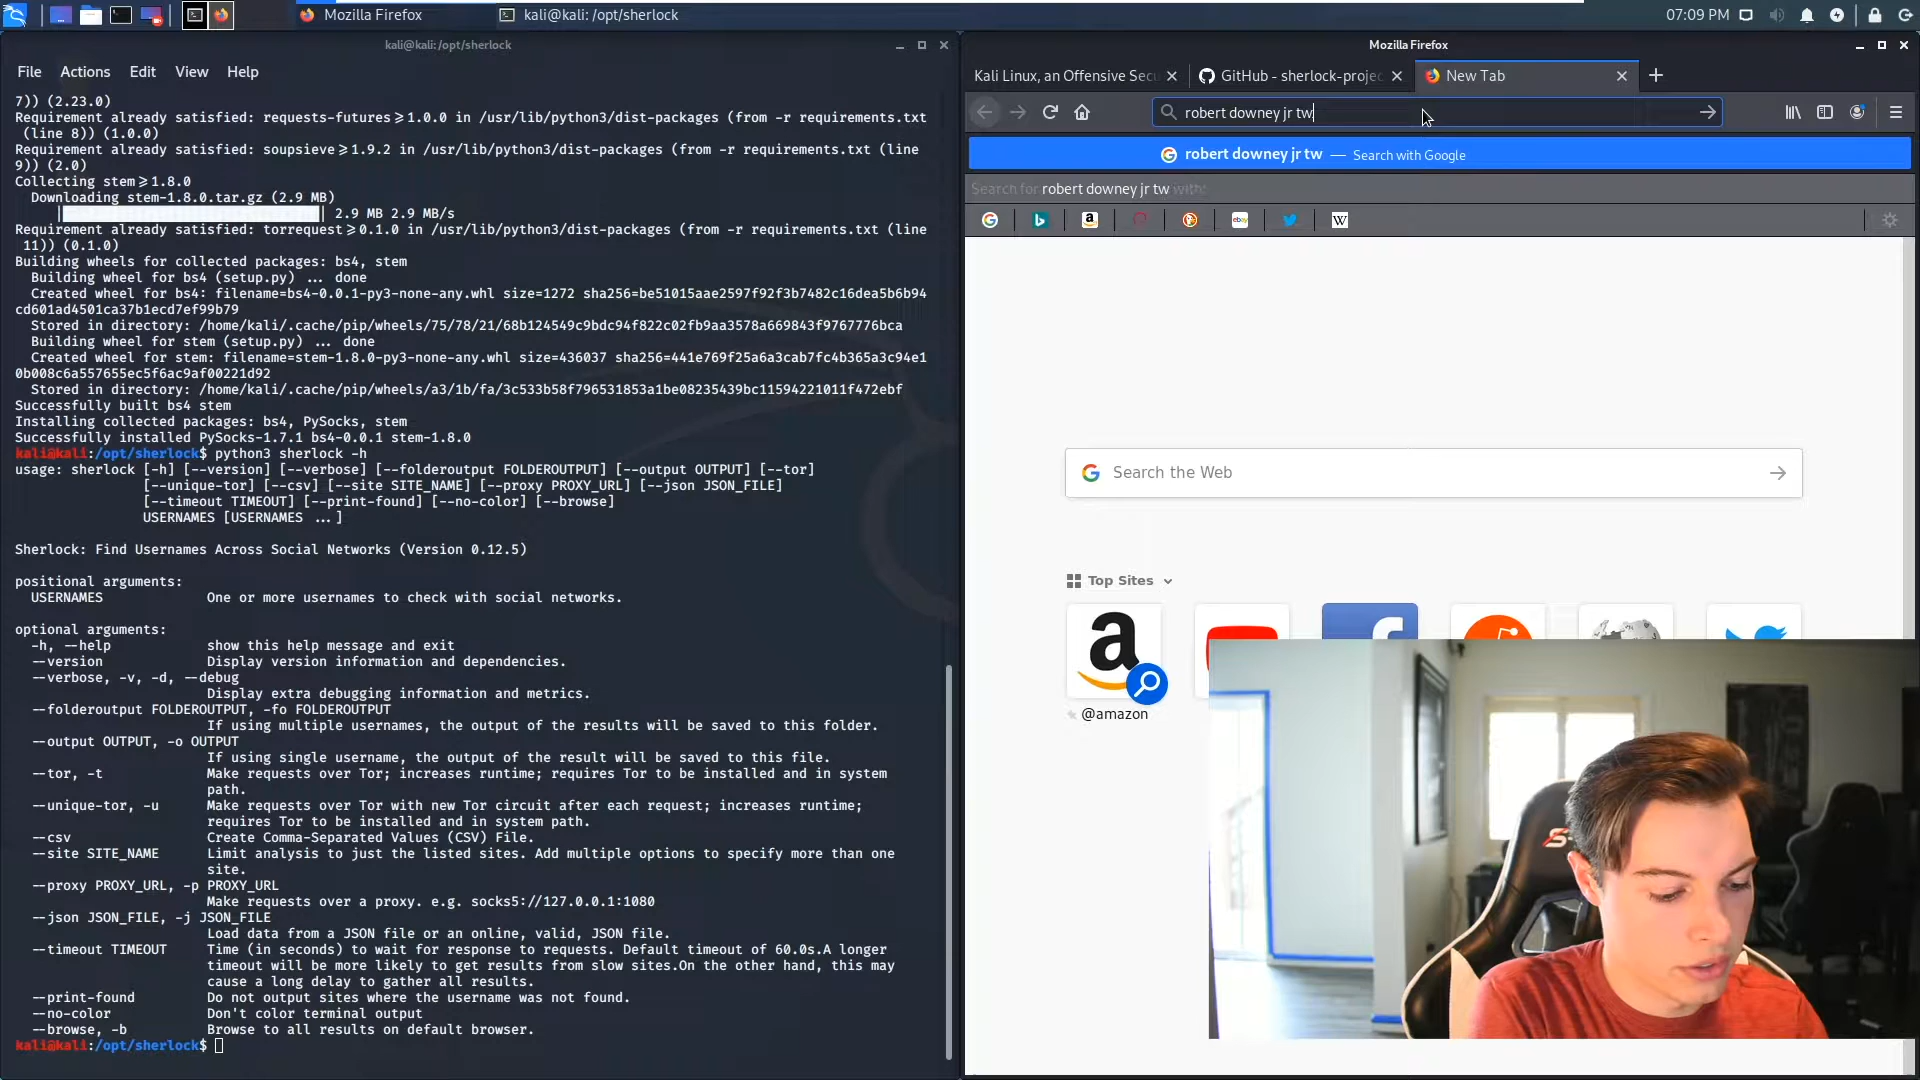 Mozilla Firefox
kali@kali: /opt/sherlock
07:09 PM
kali@kali:/opt/sherlock
File Actions Edit View Help
7)) (2.23.0)
Requirement already satisfied: requests-futures≥1.0.0 in /usr/lib/python3/dist-packages (from -r requirements.txt
(line 8)) (1.0.0)
Requirement already satisfied: soupsieve≥1.9.2 in /usr/lib/python3/dist-packages (from -r requirements.txt (line
9)) (2.0)
Collecting stem≥1.8.0
Downloading stem-1.8.0.tar.gz (2.9 MB)
2.9 MB 2.9 MB/s
Requirement already satisfied: torrequest≥0.1.0 in /usr/lib/python3/dist-packages (from -r requirements.txt (line
11)) (0.1.0)
Building wheels for collected packages: bs4, stem
Building wheel for bs4 (setup.py) ... done
Created wheel for bs4: filename=bs4-0.0.1-py3-none-any.whl size=1272 sha256=be51015aae2597f92f3b7482c16dea5b6b94
cd601ad4501ca37b1ecd7ef99b79
Stored in directory: /home/kali/.cache/pip/wheels/75/78/21/68b124549c9bdc94f822c02fb9aa3578a669843f9767776bca
Building wheel for stem (setup.py) ... done
Created wheel for stem: filename=stem-1.8.0-py3-none-any.whl size=436037 sha256=441e769f25a6a3cab7fc4b365a3c94e1
0b008c6a557655ec5f6ac9af00221d92
Stored in directory: /home/kali/.cache/pip/wheels/a3/1b/fa/3c533b58f796531853a1be08235439bc11594221011f472ebf
Successfully built bs4 stem
Installing collected packages: bs4, PySocks, stem
Successfully installed PySocks-1.7.1 bs4-0.0.1 stem-1.8.0
kali@kali:/opt/sherlock$ python3 sherlock -h
usage: sherlock [-h] [--version] [--verbose] [--folderoutput FOLDEROUTPUT] [--output OUTPUT] [--tor]
[--unique-tor] [--csv] [--site SITE_NAME] [--proxy PROXY_URL] [--json JSON_FILE]
[--timeout TIMEOUT] [--print-found] [--no-color] [--browse]
USERNAMES [USERNAMES ...]
Sherlock: Find Usernames Across Social Networks (Version 0.12.5)
positional arguments:
USERNAMES One or more usernames to check with social networks.
optional arguments:
-h, --help show this help message and exit
--version Display version information and dependencies.
--verbose, -v, -d, --debug
Display extra debugging information and metrics.
--folderoutput FOLDEROUTPUT, -fo FOLDEROUTPUT
If using multiple usernames, the output of the results will be saved to this folder.
--output OUTPUT, -o OUTPUT
If using single username, the output of the result will be saved to this file.
--tor, -t Make requests over Tor; increases runtime; requires Tor to be installed and in system
path.
--unique-tor, -u Make requests over Tor with new Tor circuit after each request; increases runtime;
requires Tor to be installed and in system path.
--csv Create Comma-Separated Values (CSV) File.
--site SITE_NAME Limit analysis to just the listed sites. Add multiple options to specify more than one
site.
--proxy PROXY_URL, -p PROXY_URL
Make requests over a proxy. e.g. socks5://127.0.0.1:1080
--json JSON_FILE, -j JSON_FILE
Load data from a JSON file or an online, valid, JSON file.
--timeout TIMEOUT Time (in seconds) to wait for response to requests. Default timeout of 60.0s.A longer
timeout will be more likely to get results from slow sites.On the other hand, this may
cause a long delay to gather all results.
--print-found Do not output sites where the username was not found.
--no-color Don't color terminal output
--browse, -b Browse to all results on default browser.
kali@kali:/opt/sherlock$
Mozilla Firefox
Kali Linux, an Offensive Secu
GitHub - sherlock-projec
New Tab
robert downey jr tw
robert downey jr tw — Search with Google
Search for robert downey jr tw with:
ebay
W
Search the Web
Top Sites
@amazon